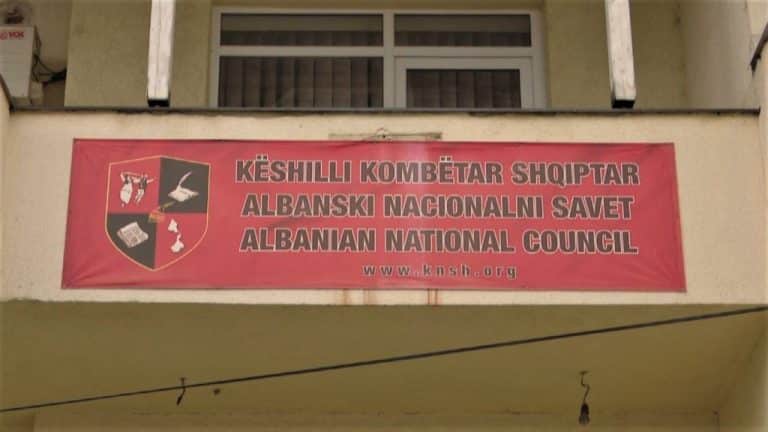 KËSHILLI KOMBËTAR SHQIPTAR
ALBANSKI NACIONALNI SAVET
ALBANIAN NATIONAL COUNCIL
www.knsh.org